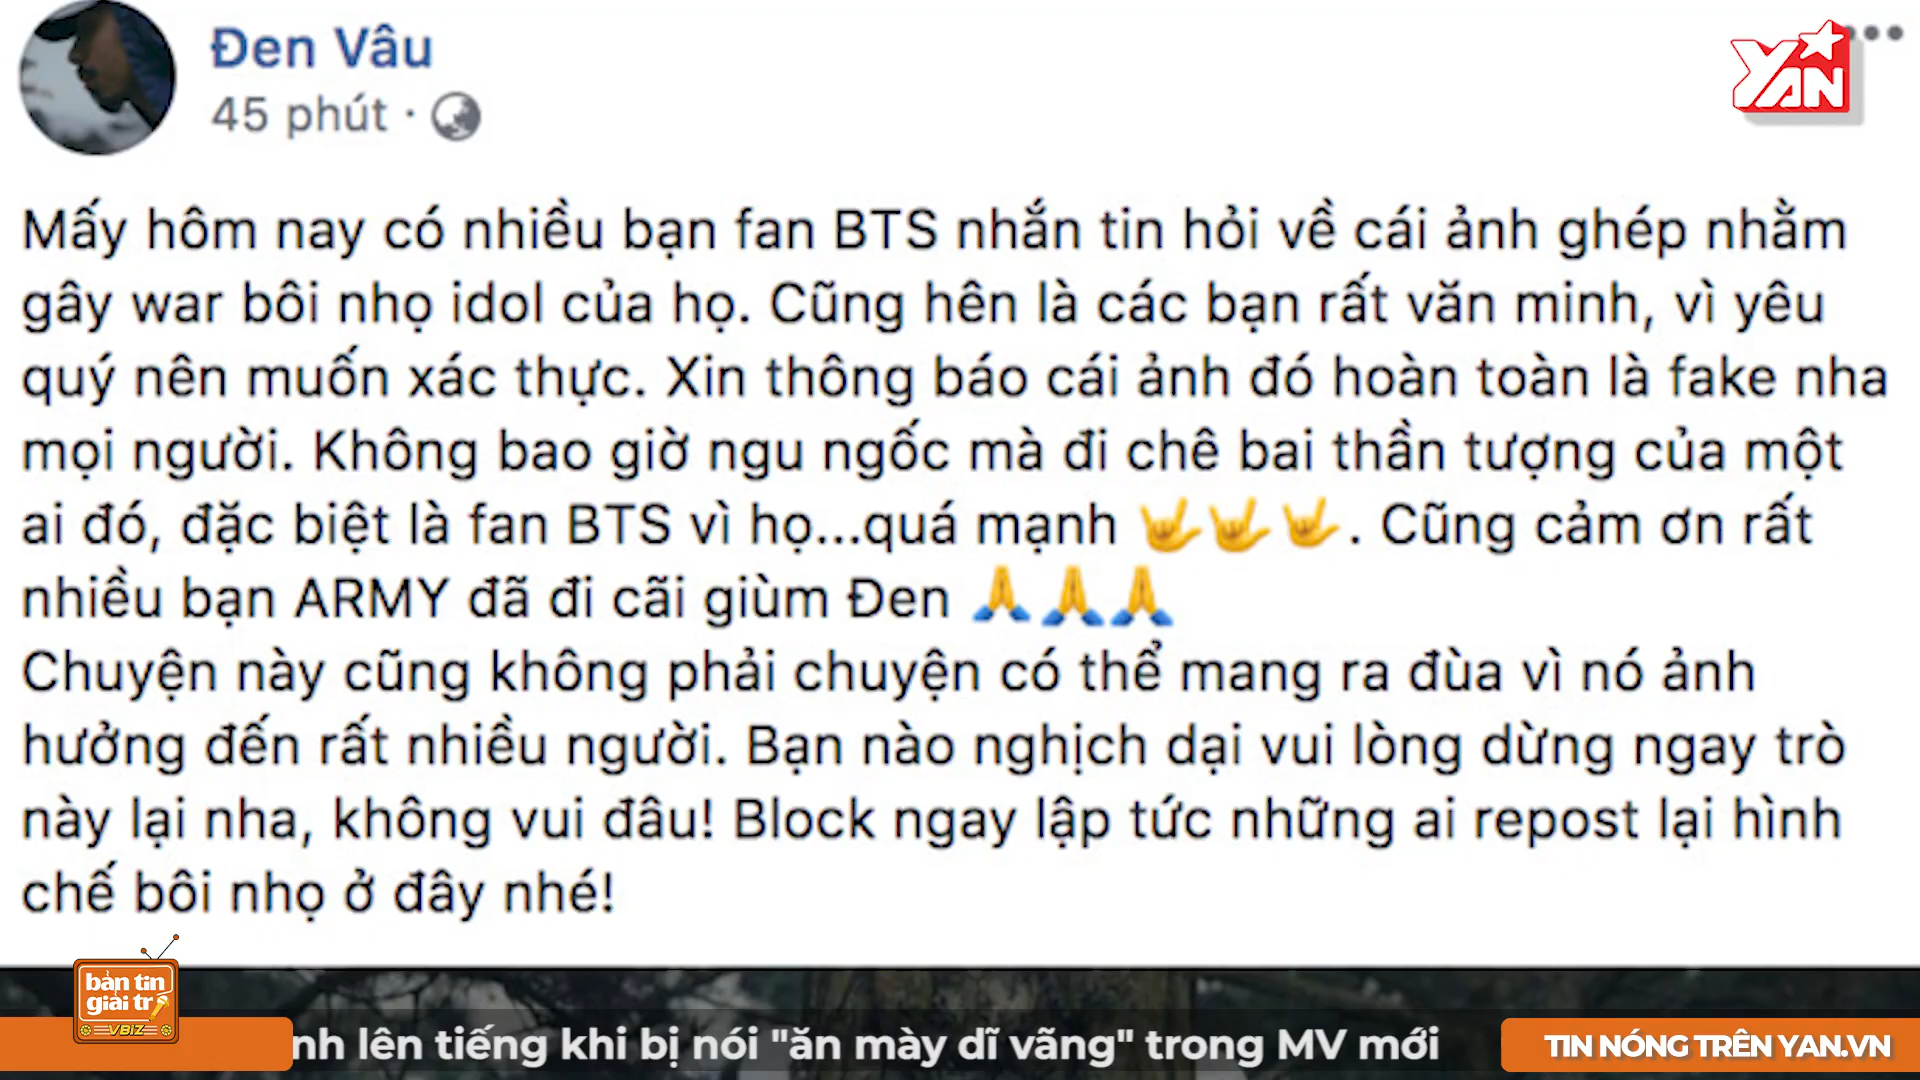 Đen Vâu
45 phút ·
YAN
Mấy hôm nay có nhiều bạn fan BTS nhắn tin hỏi về cái ảnh ghép nhằm
gây war bôi nhọ idol của họ. Cũng hên là các bạn rất văn minh, vì yêu
quý nên muốn xác thực. Xin thông báo cái ảnh đó hoàn toàn là fake nha
mọi người. Không bao giờ ngu ngốc mà đi chê bai thần tượng của một
ai đó, đặc biệt là fan BTS vì họ...quá mạnh 🤟🤟🤟. Cũng cảm ơn rất
nhiều bạn ARMY đã đi cãi giùm Đen 🙏🙏🙏
Chuyện này cũng không phải chuyện có thể mang ra đùa vì nó ảnh
hưởng đến rất nhiều người. Bạn nào nghịch dại vui lòng dừng ngay trò
này lại nha, không vui đâu! Block ngay lập tức những ai repost lại hình
chế bôi nhọ ở đây nhé!
bản tin
giải trí
VBIZ
nh lên tiếng khi bị nói "ăn mày dĩ vãng" trong MV mới
TIN NÓNG TRÊN YAN.VN